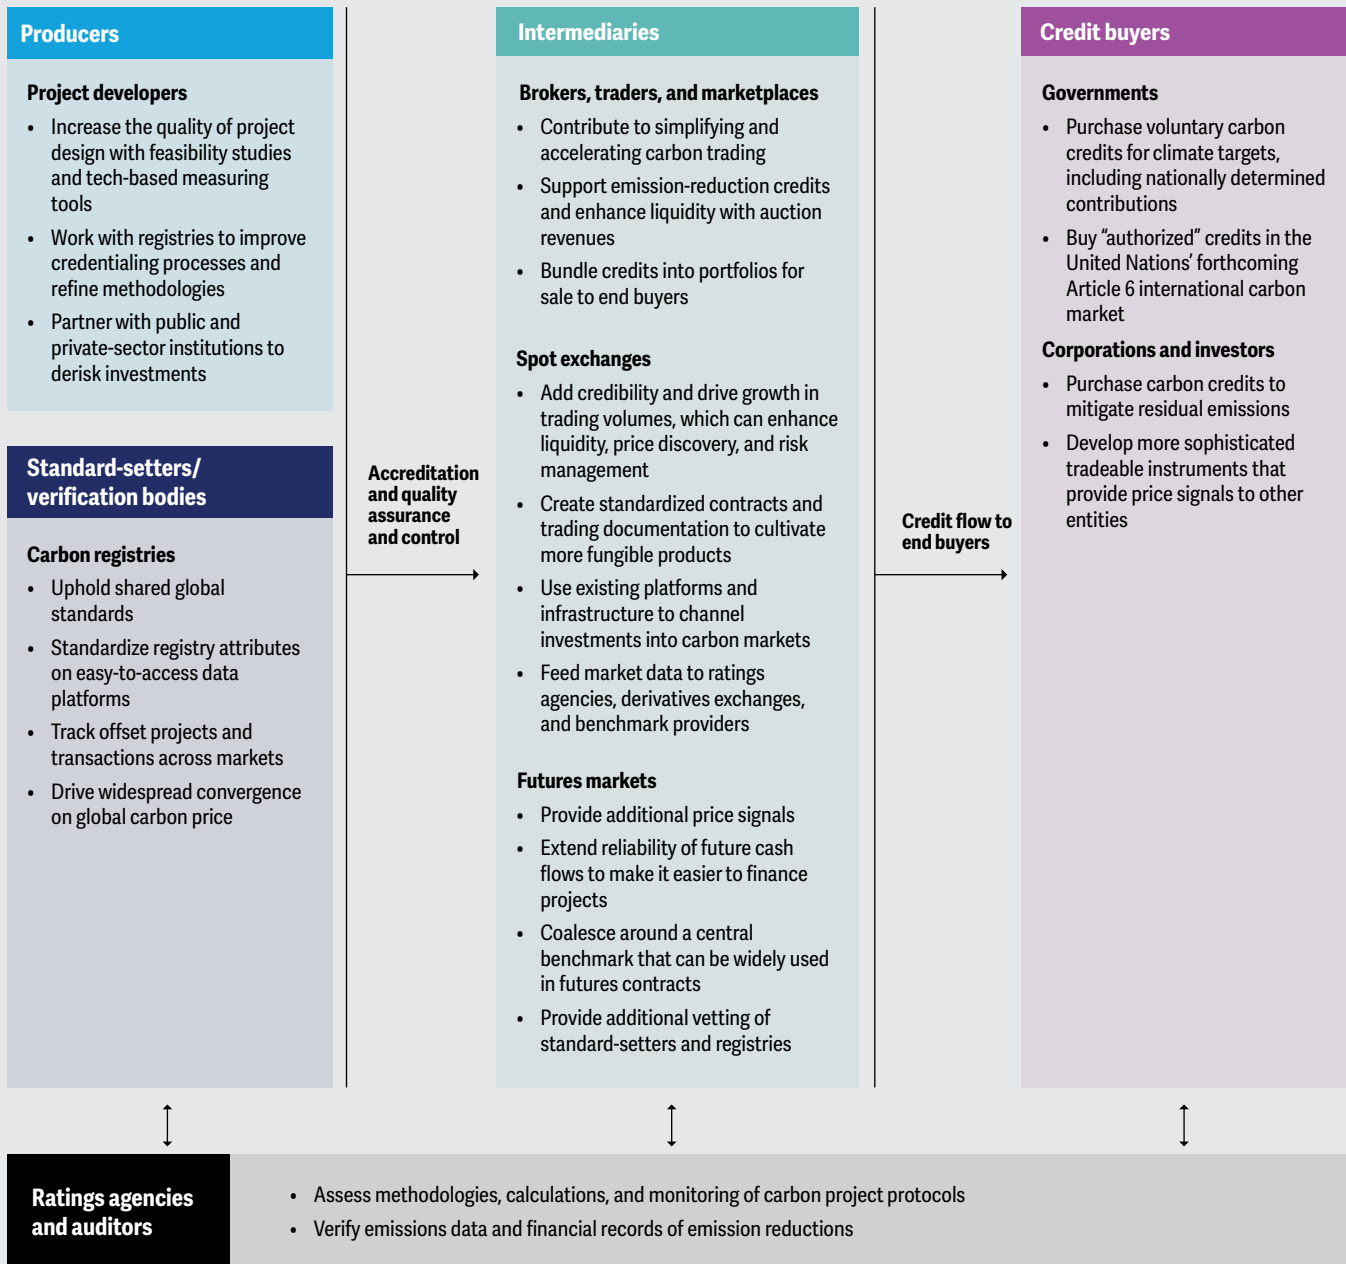 Producers
Project developers
• Increase the quality of project
design with feasibility studies
and tech-based measuring
tools
• Work with registries to improve
credentialing processes and
refine methodologies
• Partner with public and
private-sector institutions to
derisk investments
Standard-setters/
verification bodies
Carbon registries
• Uphold shared global
standards
• Standardize registry attributes
on easy-to-access data
platforms
• Track offset projects and
transactions across markets
• Drive widespread convergence
on global carbon price
Accreditation
and quality
assurance
and control
Intermediaries
Brokers, traders, and marketplaces
• Contribute to simplifying and
accelerating carbon trading
• Support emission-reduction credits
and enhance liquidity with auction
revenues
• Bundle credits into portfolios for
sale to end buyers
Spot exchanges
• Add credibility and drive growth in
trading volumes, which can enhance
liquidity, price discovery, and risk
management
• Create standardized contracts and
trading documentation to cultivate
more fungible products
• Use existing platforms and
infrastructure to channel
investments into carbon markets
• Feed market data to ratings
agencies, derivatives exchanges,
and benchmark providers
Futures markets
• Provide additional price signals
• Extend reliability of future cash
flows to make it easier to finance
projects
• Coalesce around a central
benchmark that can be widely used
in futures contracts
• Provide additional vetting of
standard-setters and registries
Credit flow to
end buyers
Credit buyers
Governments
• Purchase voluntary carbon
credits for climate targets,
including nationally determined
contributions
• Buy “authorized” credits in the
United Nations’ forthcoming
Article 6 international carbon
market
Corporations and investors
• Purchase carbon credits to
mitigate residual emissions
• Develop more sophisticated
tradeable instruments that
provide price signals to other
entities
Ratings agencies
and auditors
• Assess methodologies, calculations, and monitoring of carbon project protocols
• Verify emissions data and financial records of emission reductions